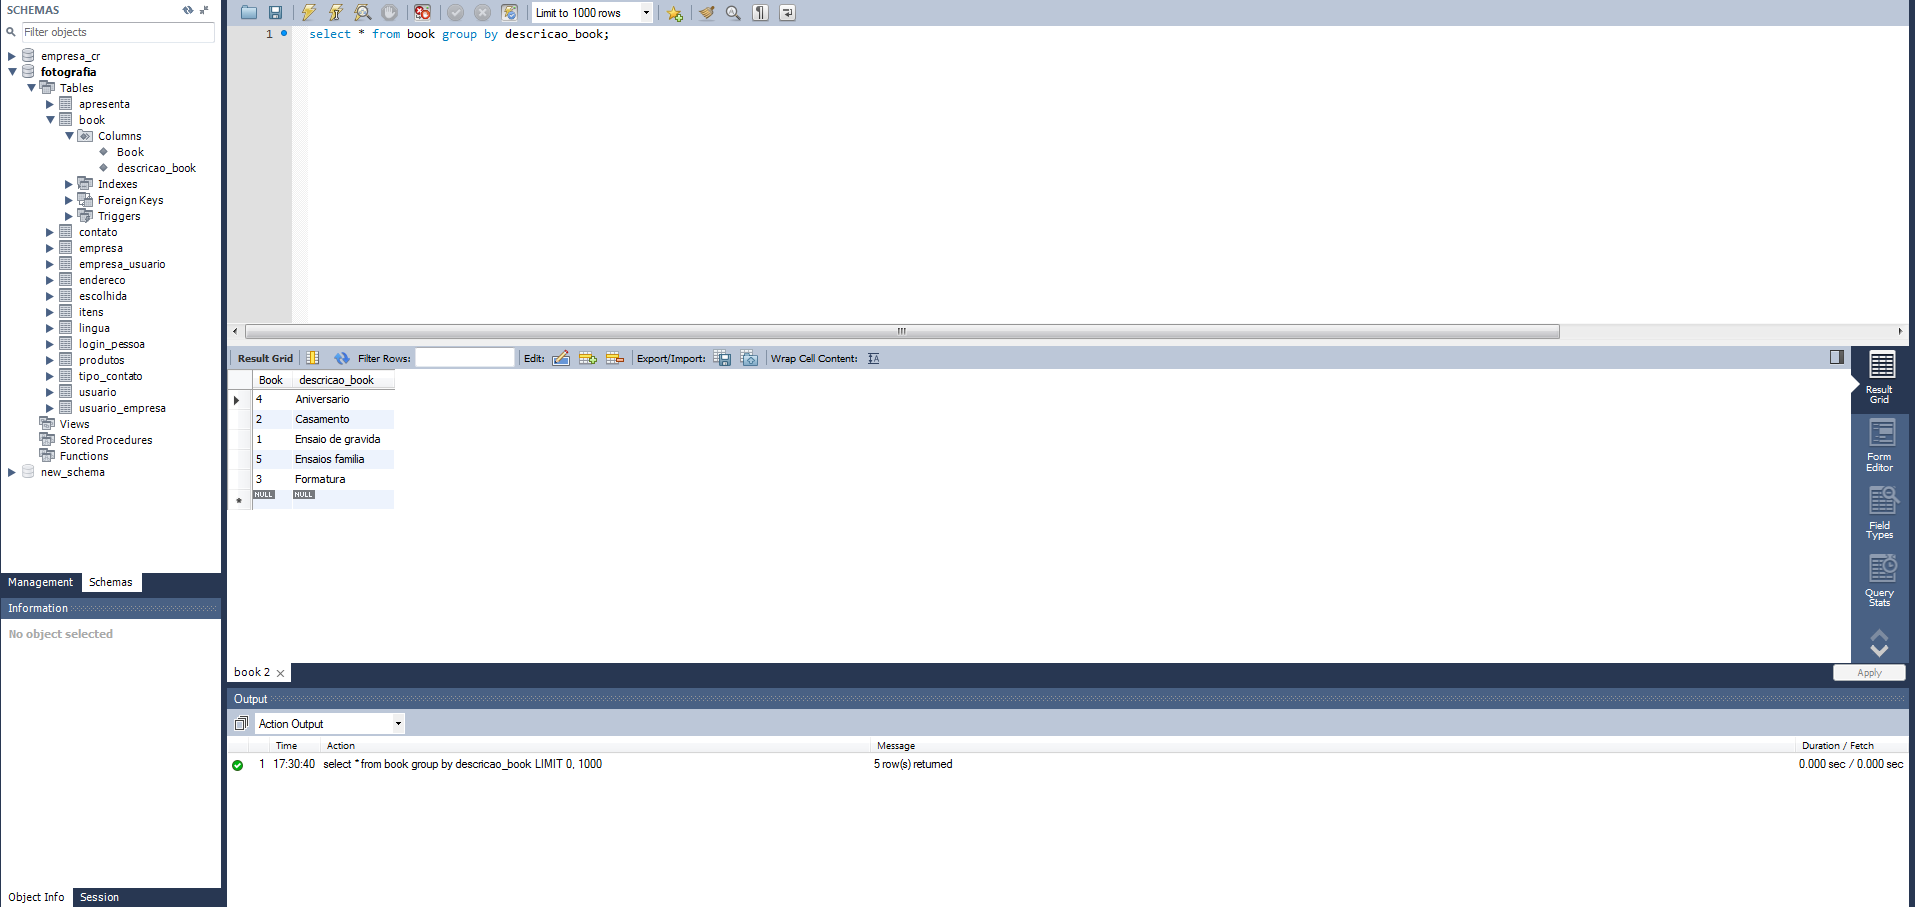 SCHEMAS
Filter objects
empresa_cr
fotografia
Tables
apresenta
book
Columns
Book
descricao_book
Indexes
Foreign Keys
Triggers
contato
empresa
empresa_usuario
endereco
escolhida
itens
lingua
login_pessoa
produtos
tipo_contato
usuario
usuario_empresa
Views
Stored Procedures
Functions
new_schema
Management Schemas
Information
No object selected
Object Info Session
Limit to 1000 rows
1 select * from book group by descricao_book;
Result Grid Filter Rows: Edit: Export/Import: Wrap Cell Content:
Book descricao_book
4 Aniversario
2 Casamento
1 Ensaio de gravida
5 Ensaios familia
3 Formatura
NULL NULL
Result
Grid
Form
Editor
Field
Types
Query
Stats
book 2
Apply
Output
Action Output
Time Action Message Duration / Fetch
1 17:30:40 select * from book group by descricao_book LIMIT 0, 1000 5 row(s) returned 0.000 sec / 0.000 sec